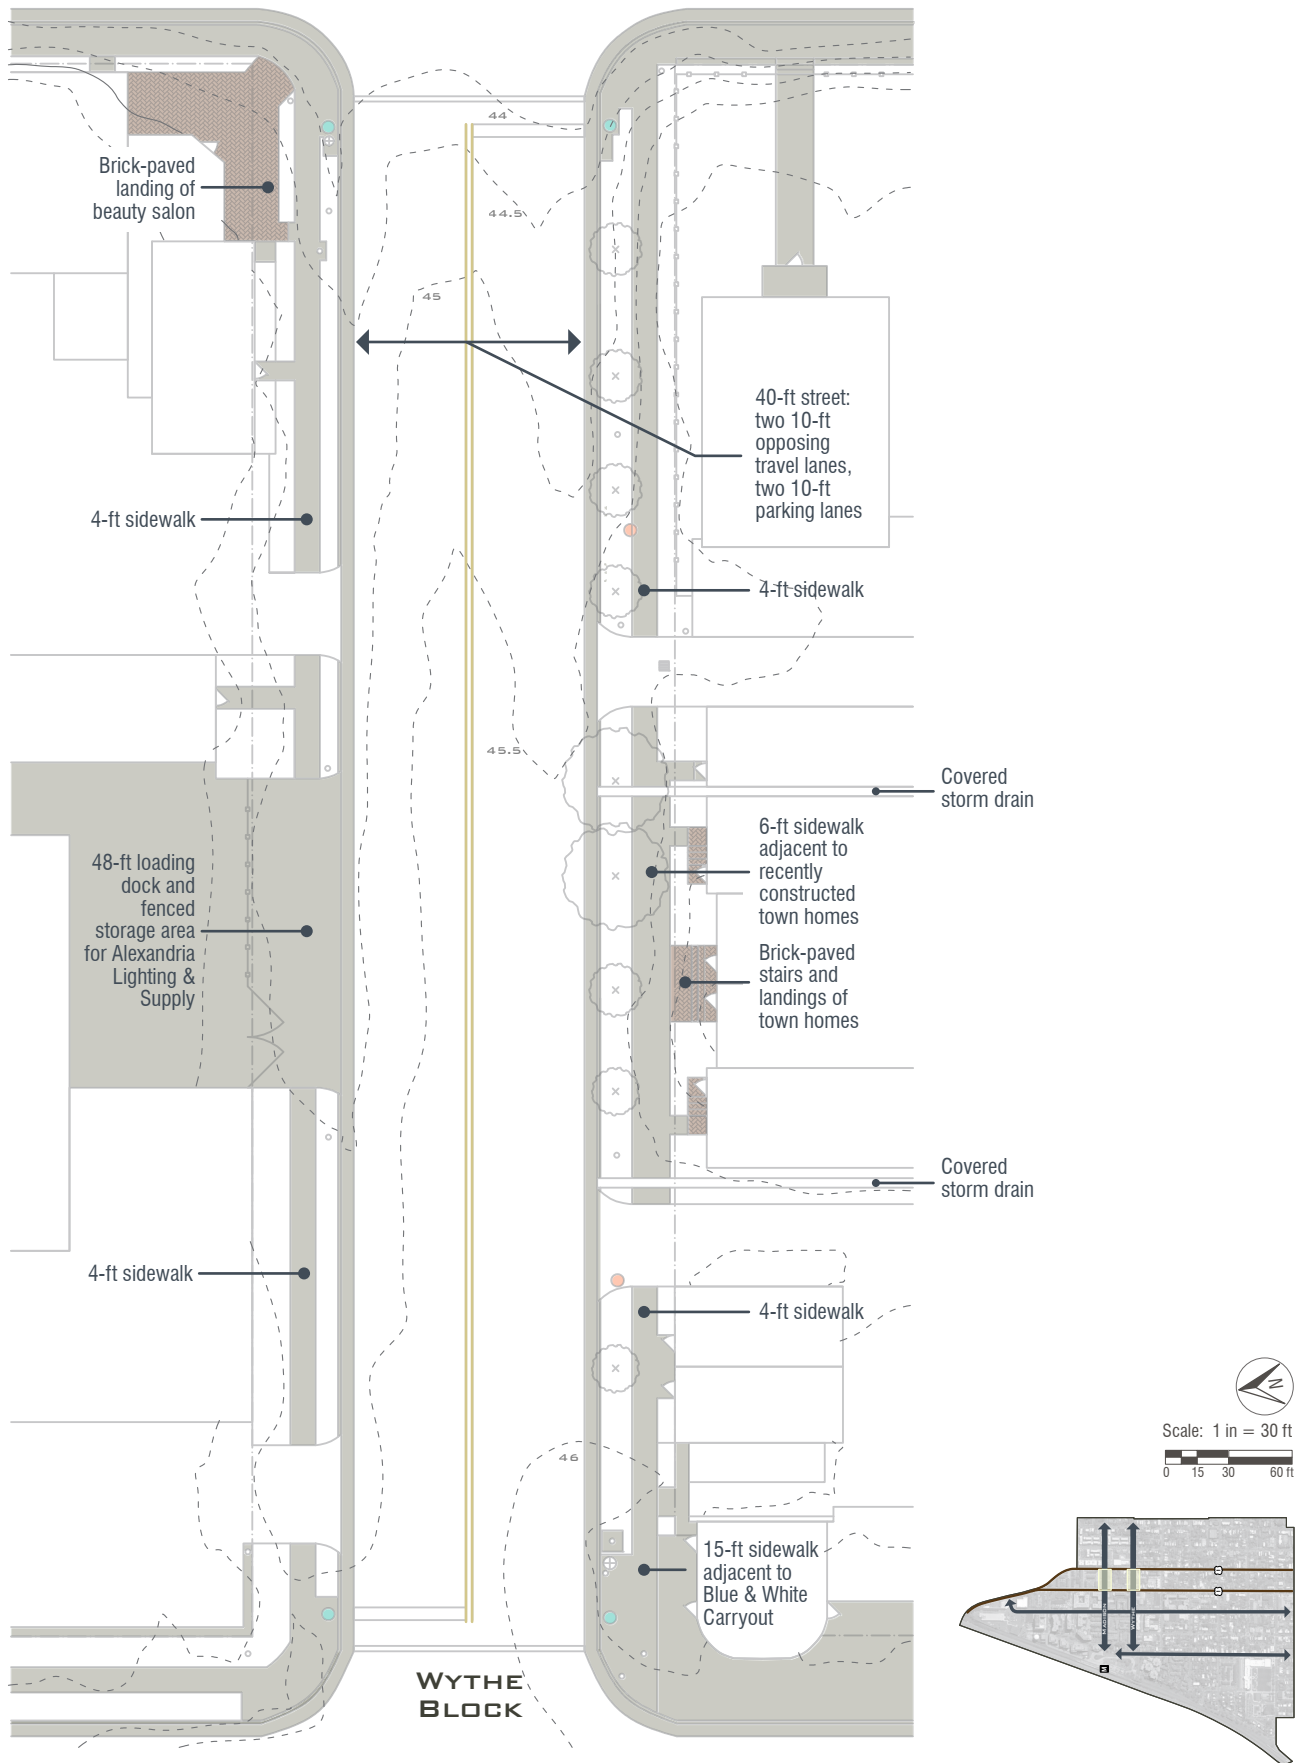 44
Brick-paved
landing of
beauty salon
44.5
45
40-ft street:
two 10-ft
opposing
travel lanes,
two 10-ft
parking lanes
4-ft sidewalk
4-ft sidewalk
45.5
Covered
storm drain
6-ft sidewalk
adjacent to
recently
constructed
town homes
48-ft loading
dock and
fenced
storage area
for Alexandria
Lighting &
Supply
Brick-paved
stairs and
landings of
town homes
Covered
storm drain
4-ft sidewalk
4-ft sidewalk
N
Scale: 1 in = 30 ft
0 15 30 60 ft
46
15-ft sidewalk
adjacent to
Blue & White
Carryout
MADISON
WYTHE
M
WYTHE
BLOCK